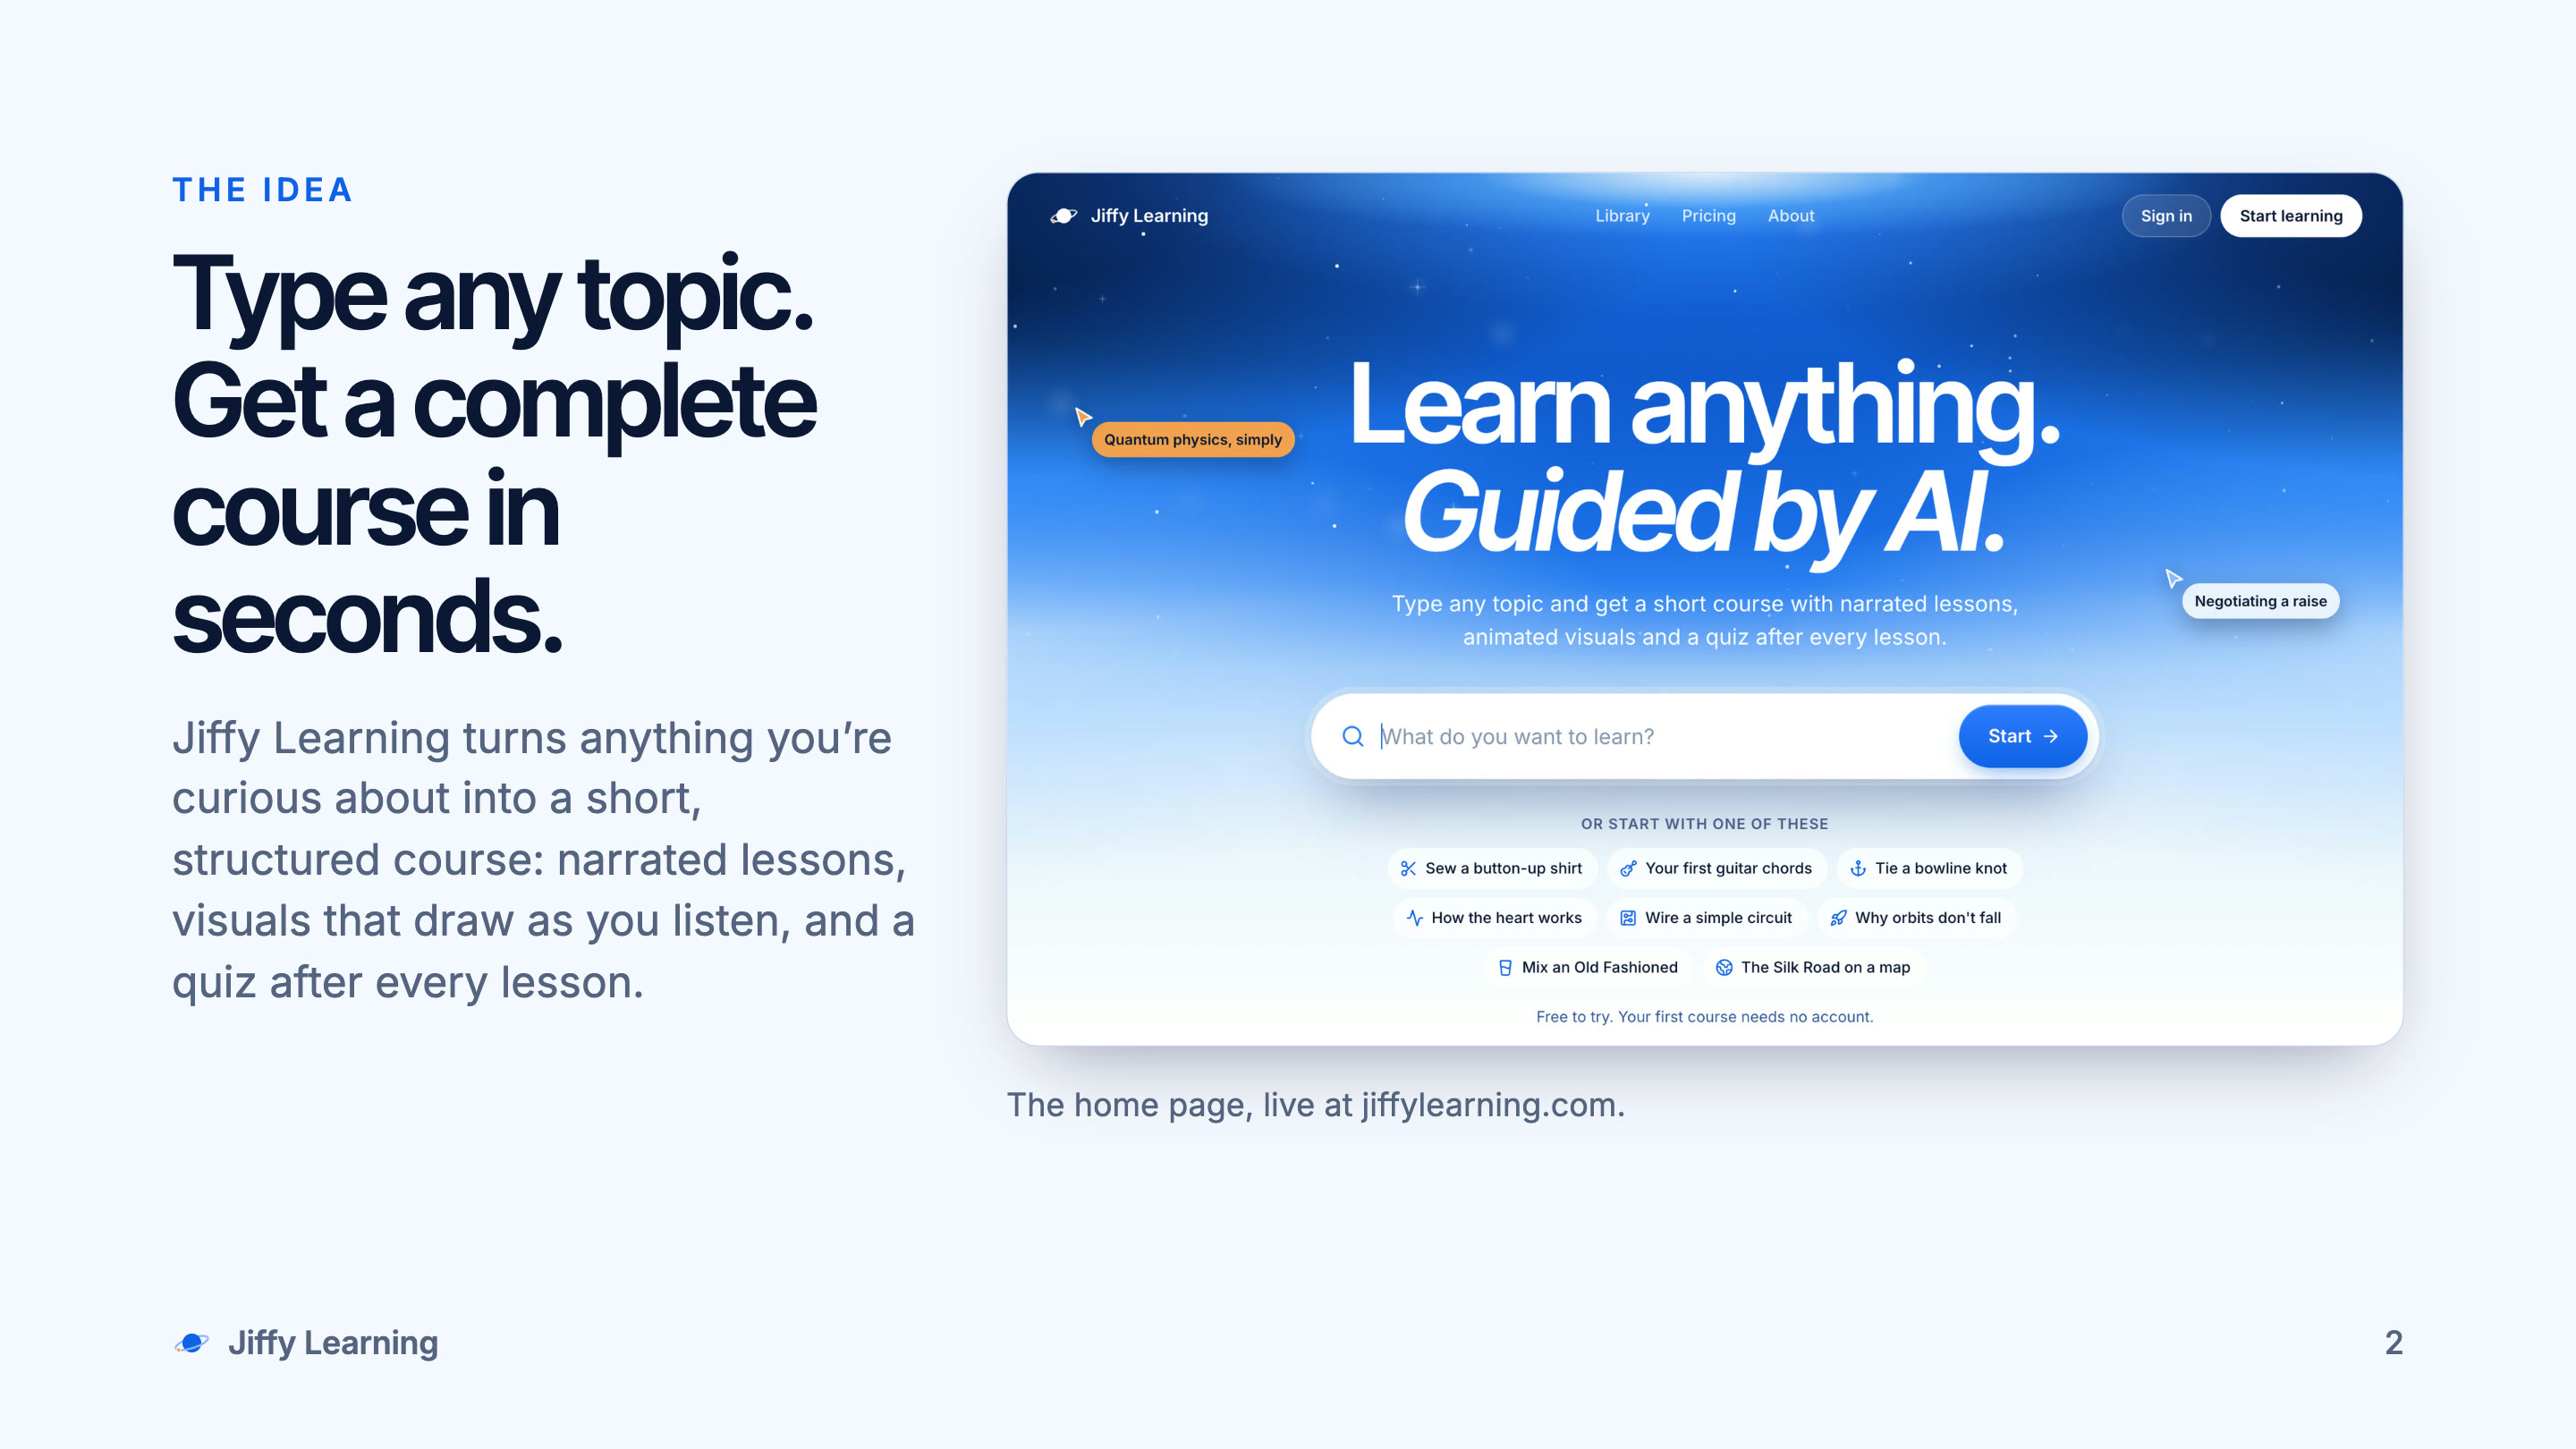 THE IDEA
Type any topic.
Get a complete
course in
seconds.
Jiffy Learning turns anything you’re
curious about into a short,
structured course: narrated lessons,
visuals that draw as you listen, and a
quiz after every lesson.
Jiffy Learning
Library Pricing About
Sign in
Start learning
Learn anything.
Guided by AI.
Quantum physics, simply
Negotiating a raise
Type any topic and get a short course with narrated lessons,
animated visuals and a quiz after every lesson.
What do you want to learn?
Start
OR START WITH ONE OF THESE
Sew a button-up shirt
Your first guitar chords
Tie a bowline knot
How the heart works
Wire a simple circuit
Why orbits don't fall
Mix an Old Fashioned
The Silk Road on a map
Free to try. Your first course needs no account.
The home page, live at jiffylearning.com.
Jiffy Learning
2